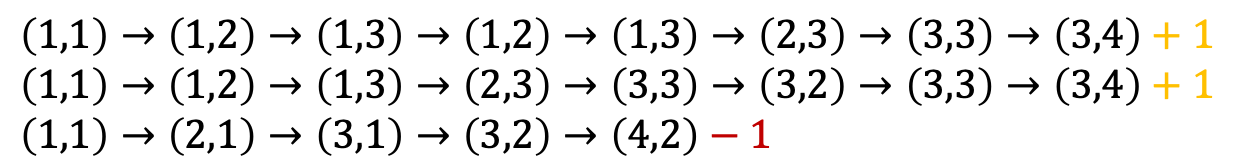 (1,1) → (1,2) → (1,3) → (1,2) → (1,3) → (2,3) → (3,3) → (3,4) + 1
(1,1) → (1,2) → (1,3) → (2,3) → (3,3) → (3,2) → (3,3) → (3,4) + 1
(1,1) → (2,1) → (3,1) → (3,2) → (4,2) − 1